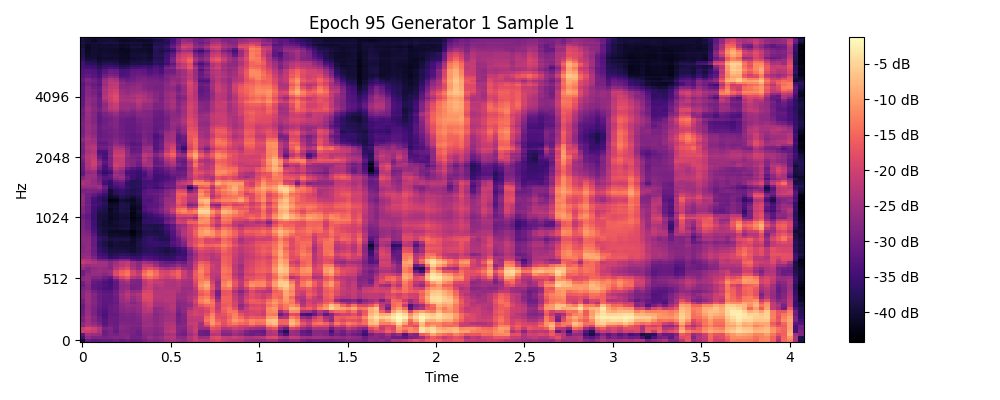 Epoch 95 Generator 1 Sample 1
Hz
4096
2048
1024
512
0
0
0.5
1
1.5
2
2.5
3
3.5
4
Time
-5 dB
-10 dB
-15 dB
-20 dB
-25 dB
-30 dB
-35 dB
-40 dB